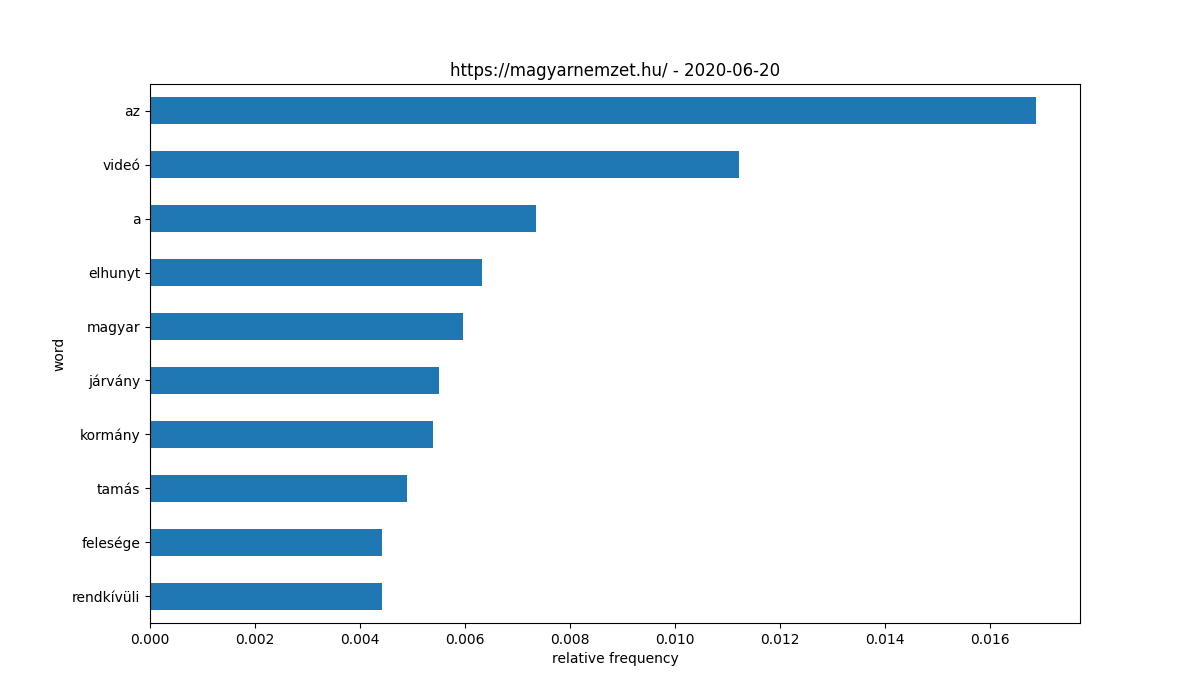 https://magyarnemzet.hu/ - 2020-06-20
az
videó
a
elhunyt
magyar
járvány
kormány
tamás
felesége
rendkívüli
word
0.000 0.002 0.004 0.006 0.008 0.010 0.012 0.014 0.016
relative frequency